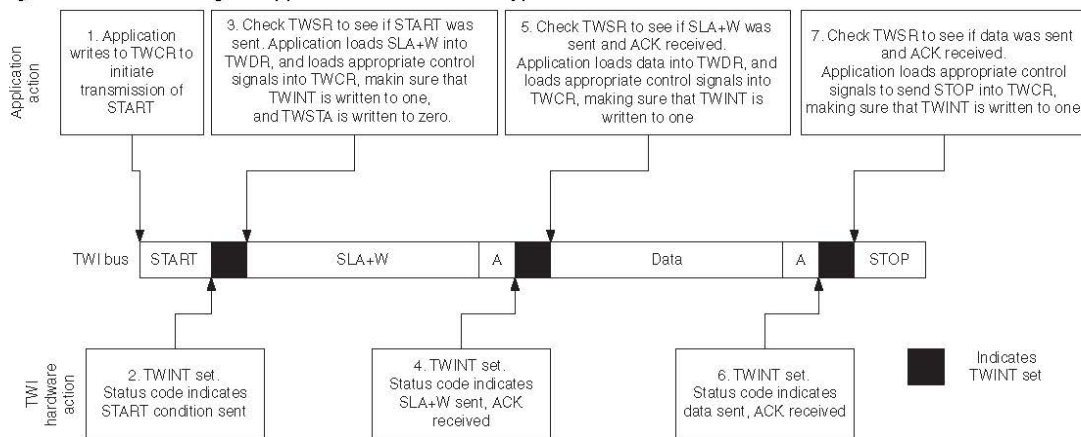 Application
action
1. Application
writes to TWCR to
initiate
transmission of
START
3. Check TWSR to see if START was
sent. Application loads SLA+W into
TWDR, and loads appropriate control
signals into TWCR, makin sure that
TWINT is written to one,
and TWSTA is written to zero.
5. Check TWSR to see if SLA+W was
sent and ACK received.
Application loads data into TWDR, and
loads appropriate control signals into
TWCR, making sure that TWINT is
written to one
7. Check TWSR to see if data was sent
and ACK received.
Application loads appropriate control
signals to send STOP into TWCR,
making sure that TWINT is written to one
TWI bus
START
SLA+W
A
Data
A
STOP
TWI
hardware
action
2. TWINT set.
Status code indicates
START condition sent
4. TWINT set.
Status code indicates
SLA+W sent, ACK
received
6. TWINT set.
Status code indicates
data sent, ACK received
Indicates
TWINT set